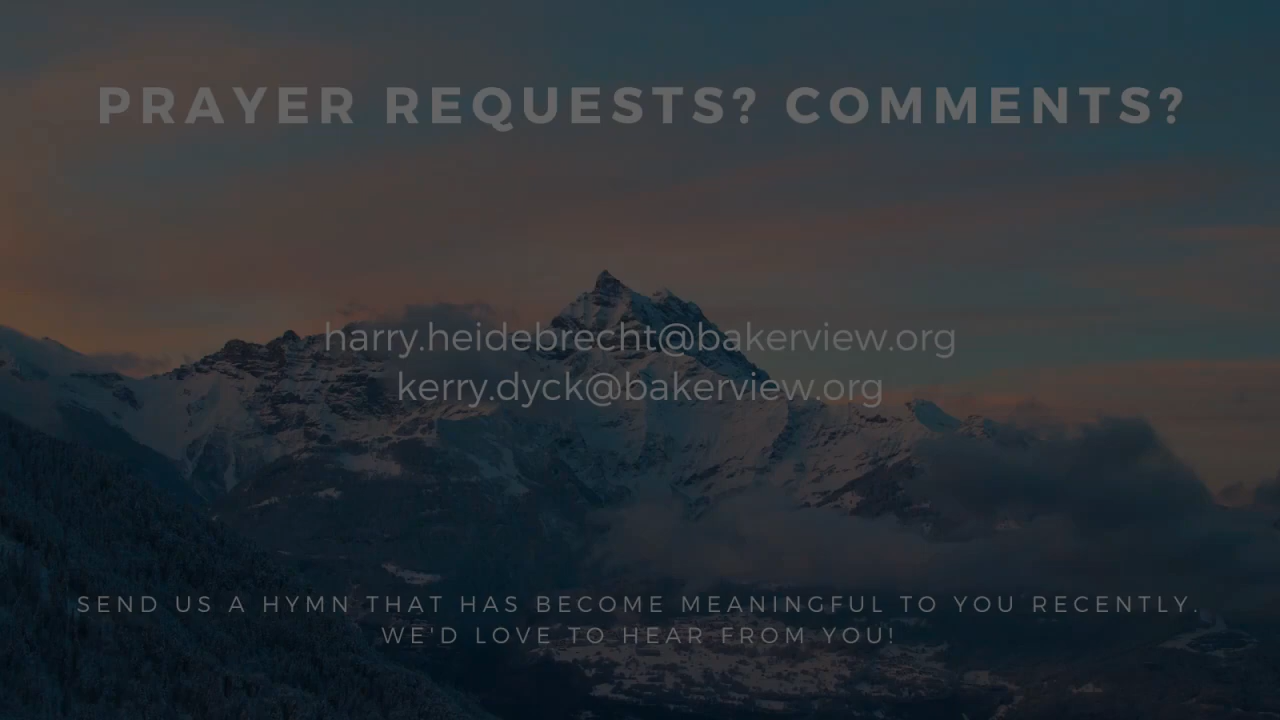 PRAYER REQUESTS? COMMENTS?
harry.heidebrecht@bakerview.org
kerry.dyck@bakerview.org
SEND US A HYMN THAT HAS BECOME MEANINGFUL TO YOU RECENTLY.
WE'D LOVE TO HEAR FROM YOU!